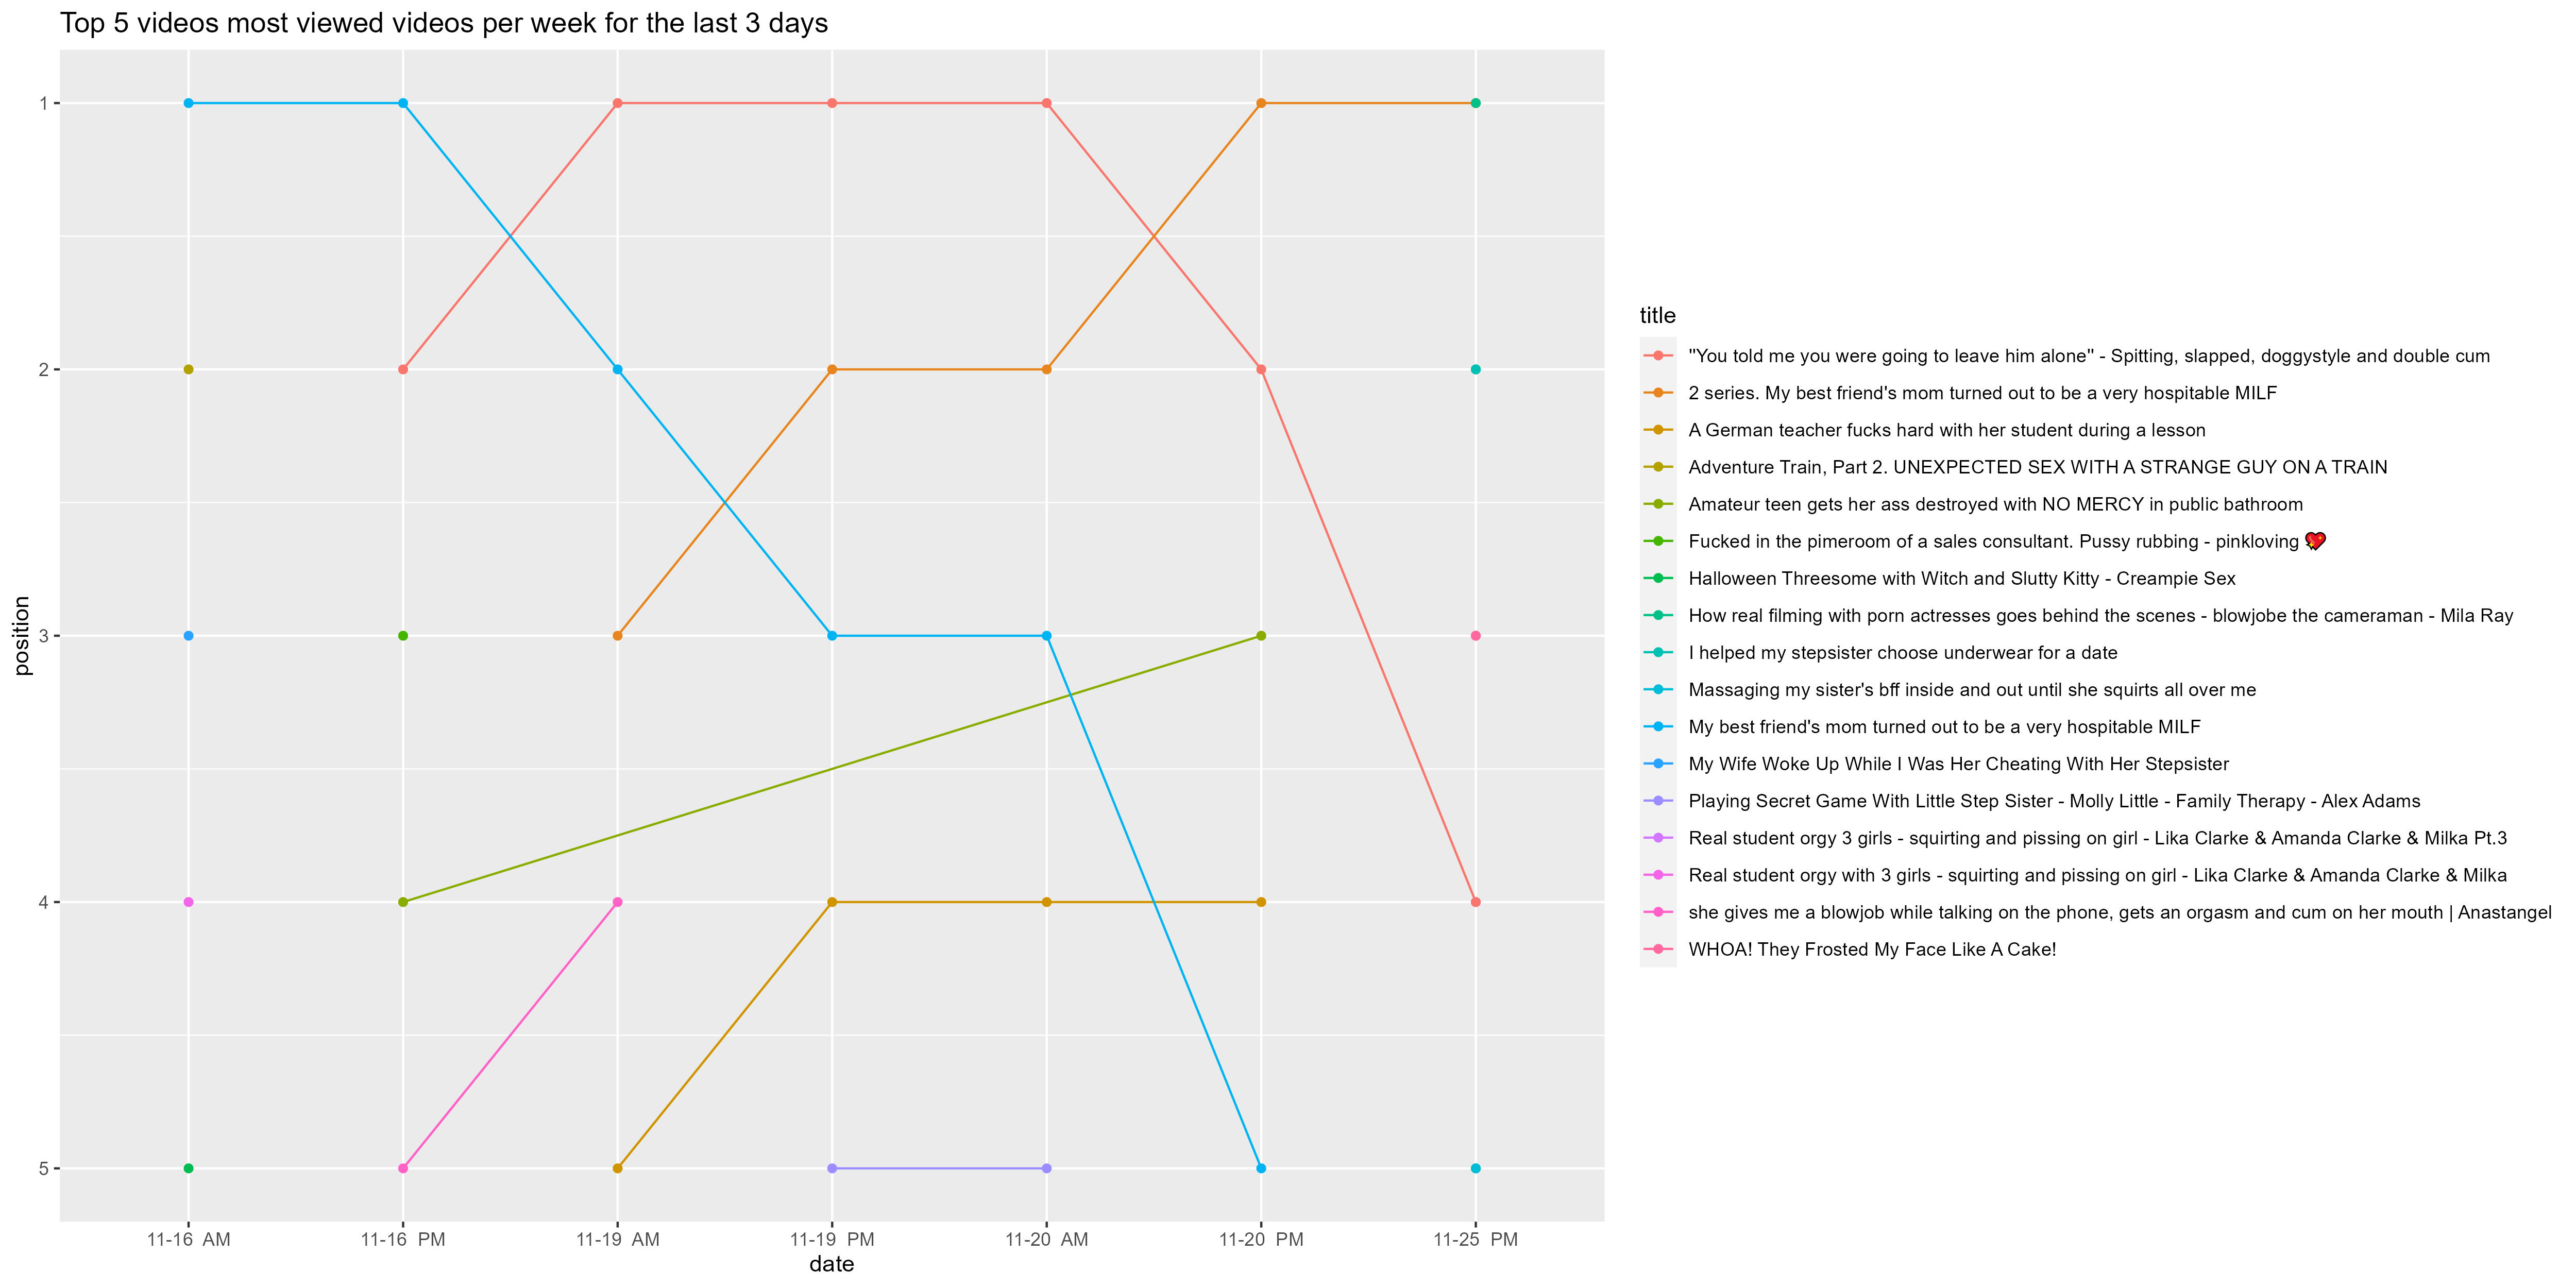 Top 5 videos most viewed videos per week for the last 3 days
1
2
3
4
5
position
11-16 AM
11-16 PM
11-19 AM
11-19 PM
11-20 AM
11-20 PM
11-25 PM
date
title
"You told me you were going to leave him alone" - Spitting, slapped, doggystyle and double cum
2 series. My best friend's mom turned out to be a very hospitable MILF
A German teacher fucks hard with her student during a lesson
Adventure Train, Part 2. UNEXPECTED SEX WITH A STRANGE GUY ON A TRAIN
Amateur teen gets her ass destroyed with NO MERCY in public bathroom
Fucked in the pimeroom of a sales consultant. Pussy rubbing - pinkloving 💖
Halloween Threesome with Witch and Slutty Kitty - Creampie Sex
How real filming with porn actresses goes behind the scenes - blowjobe the cameraman - Mila Ray
I helped my stepsister choose underwear for a date
Massaging my sister's bff inside and out until she squirts all over me
My best friend's mom turned out to be a very hospitable MILF
My Wife Woke Up While I Was Her Cheating With Her Stepsister
Playing Secret Game With Little Step Sister - Molly Little - Family Therapy - Alex Adams
Real student orgy 3 girls - squirting and pissing on girl - Lika Clarke & Amanda Clarke & Milka Pt.3
Real student orgy with 3 girls - squirting and pissing on girl - Lika Clarke & Amanda Clarke & Milka
she gives me a blowjob while talking on the phone, gets an orgasm and cum on her mouth | Anastangel
WHOA! They Frosted My Face Like A Cake!